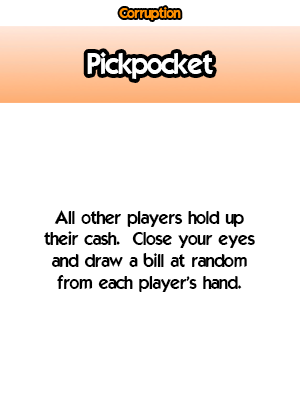 Corruption
Pickpocket
All other players hold up
their cash.  Close your eyes
and draw a bill at random
from each player's hand.